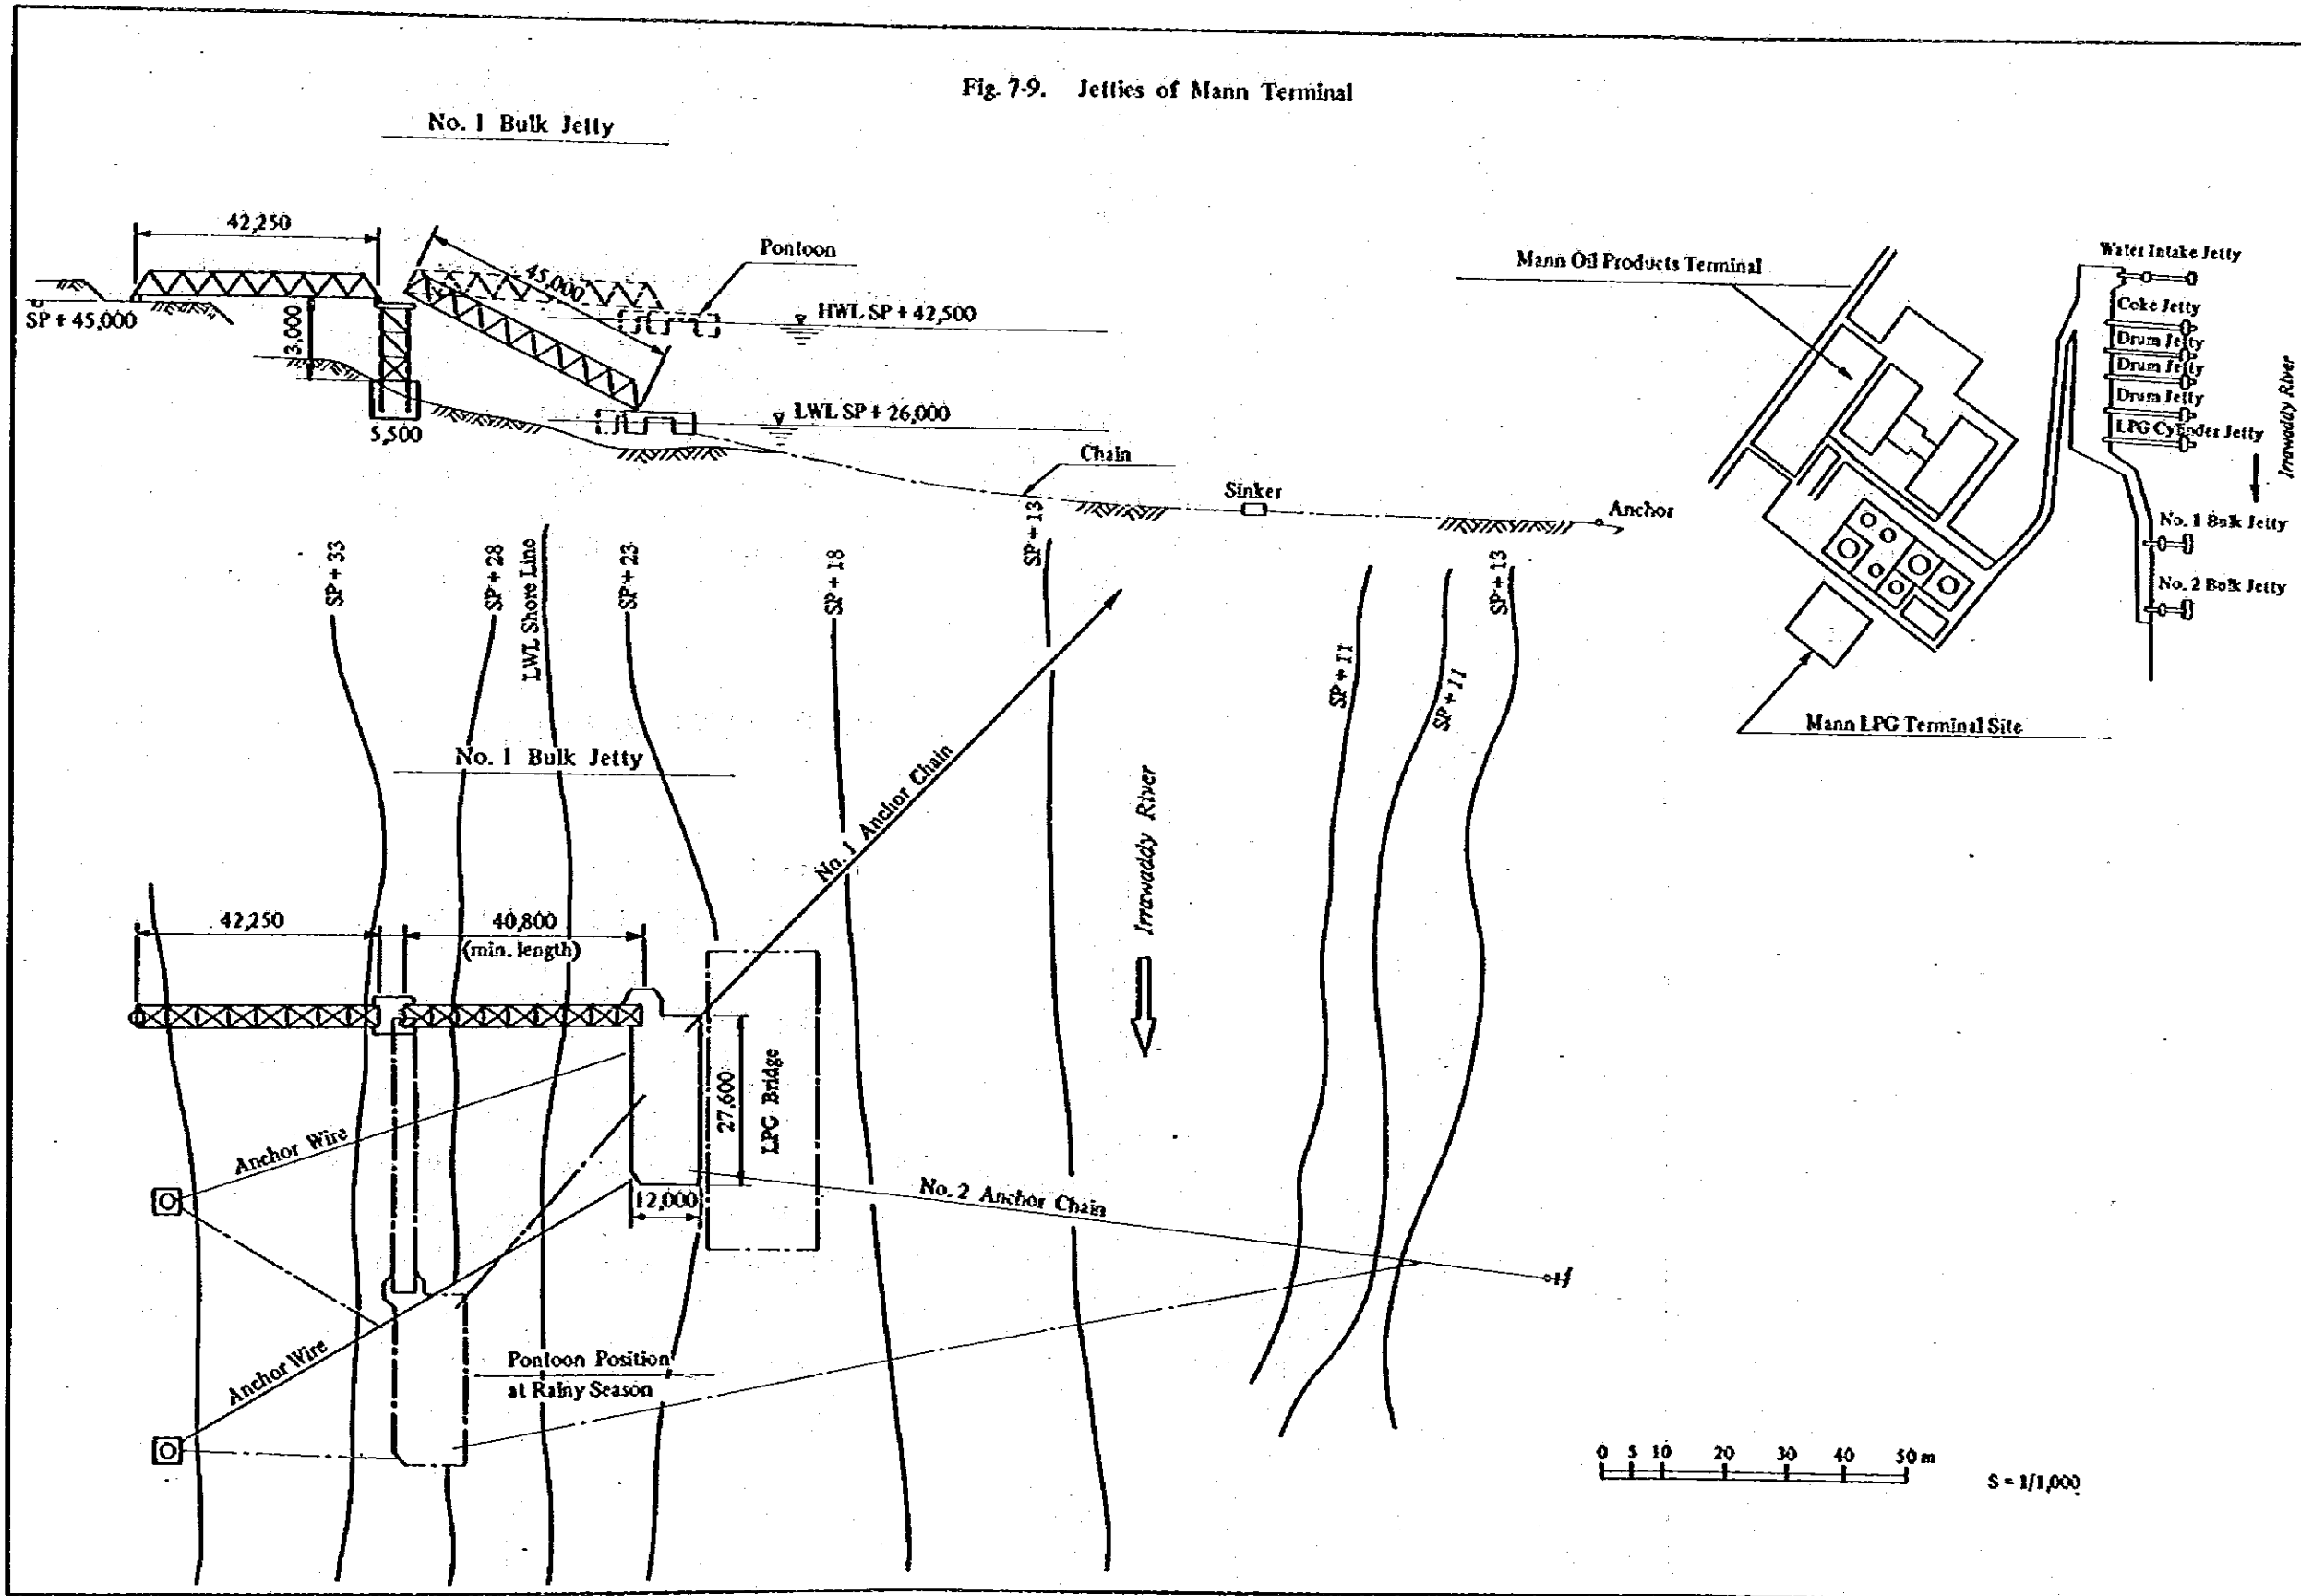 Fig. 7-9. Jetties of Mann Terminal
No. 1 Bulk Jetty
42,250
45,000
Pontoon
SP + 45,000
HWL SP + 42,500
3,000
LWL SP + 26,000
5,500
Chain
Sinker
Anchor
Mann Oil Products Terminal
Water Intake Jetty
Coke Jetty
Drum Jetty
Drum Jetty
Drum Jetty
LPG Cylinder Jetty
Irrawady River
No. 1 Bulk Jetty
No. 2 Bulk Jetty
Mann LPG Terminal Site
SP + 33
SP + 28
LWL Shore Line
SP + 23
SP + 18
SP + 13
SP + 11
SP + 11
SP + 13
No. 1 Bulk Jetty
No. 1 Anchor Chain
Irrawaddy River
42,250
40,800
(min. length)
27,600
LPG Bridge
Anchor Wire
12,000
No. 2 Anchor Chain
Anchor Wire
Pontoon Position
at Rainy Season
0 5 10 20 30 40 50 m
S = 1/1,000